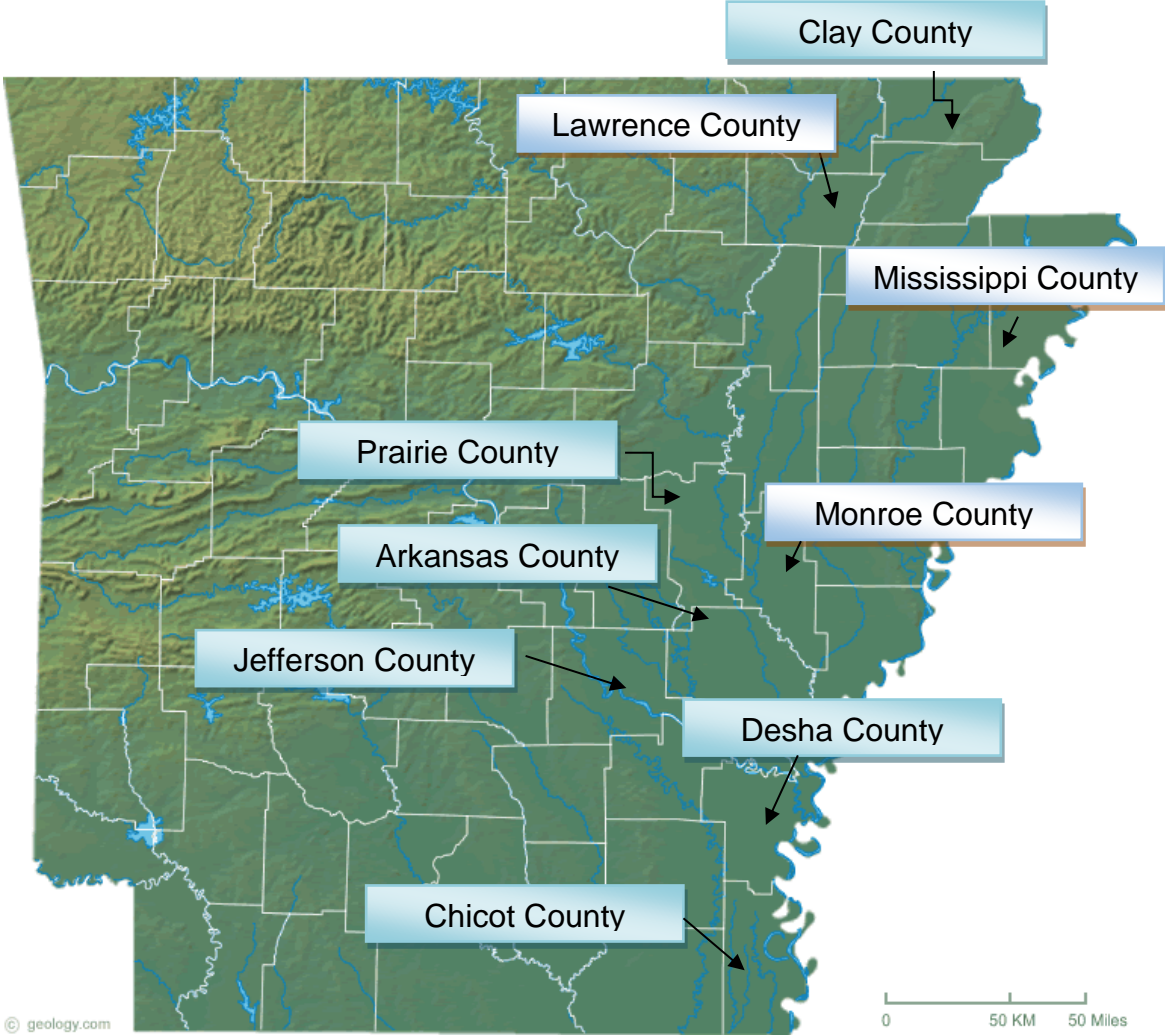 Clay County
Lawrence County
Mississippi County
Prairie County
Monroe County
Arkansas County
Jefferson County
Desha County
Chicot County
© geology.com
0 50 KM 50 Miles